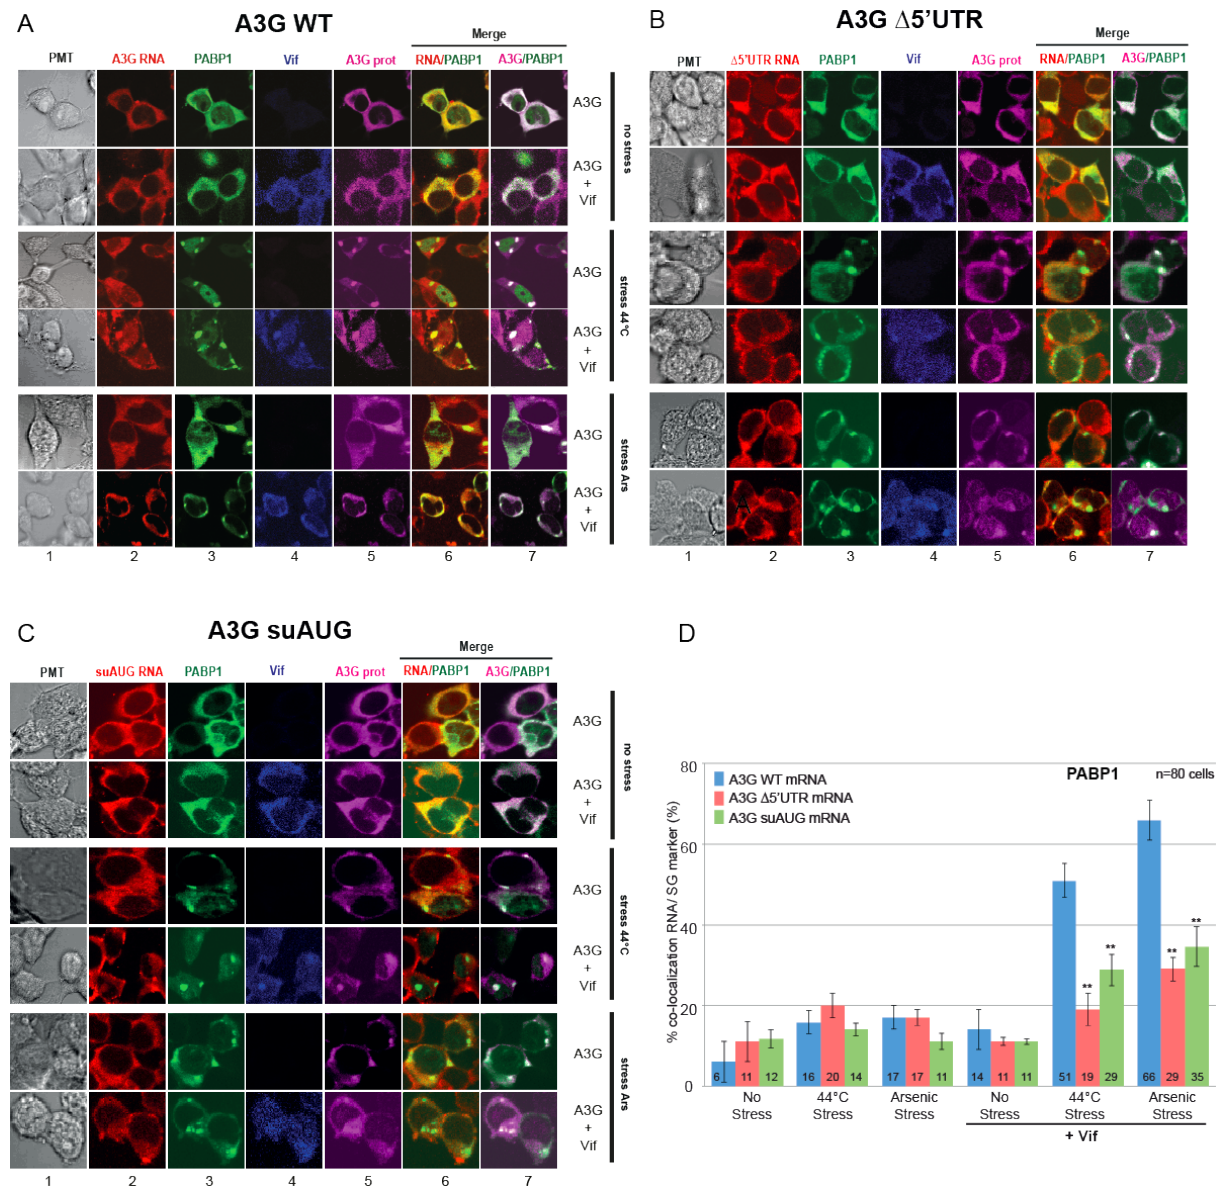 A
A3G WT
Merge
PMT A3G RNA PABP1 Vif A3G prot RNA/PABP1 A3G/PABP1
A3G
A3G
+
Vif
no stress
A3G
A3G
+
Vif
stress 44°C
A3G
A3G
+
Vif
stress Ars
1 2 3 4 5 6 7
B
A3G Δ5'UTR
Merge
PMT Δ5'UTR RNA PABP1 Vif A3G prot RNA/PABP1 A3G/PABP1
1 2 3 4 5 6 7
C
A3G suAUG
Merge
PMT suAUG RNA PABP1 Vif A3G prot RNA/PABP1 A3G/PABP1
A3G
A3G
+
Vif
no stress
A3G
A3G
+
Vif
stress 44°C
A3G
A3G
+
Vif
stress Ars
1 2 3 4 5 6 7
D
PABP1 n=80 cells
A3G WT mRNA
A3G Δ5'UTR mRNA
A3G suAUG mRNA
% co-localization RNA/ SG marker (%)
80
60
40
20
0
** ** ** **
6 11 12 16 20 14 17 17 11 14 11 11 51 19 29 66 29 35
No Stress
44°C Stress
Arsenic Stress
No Stress
44°C Stress
Arsenic Stress
+ Vif